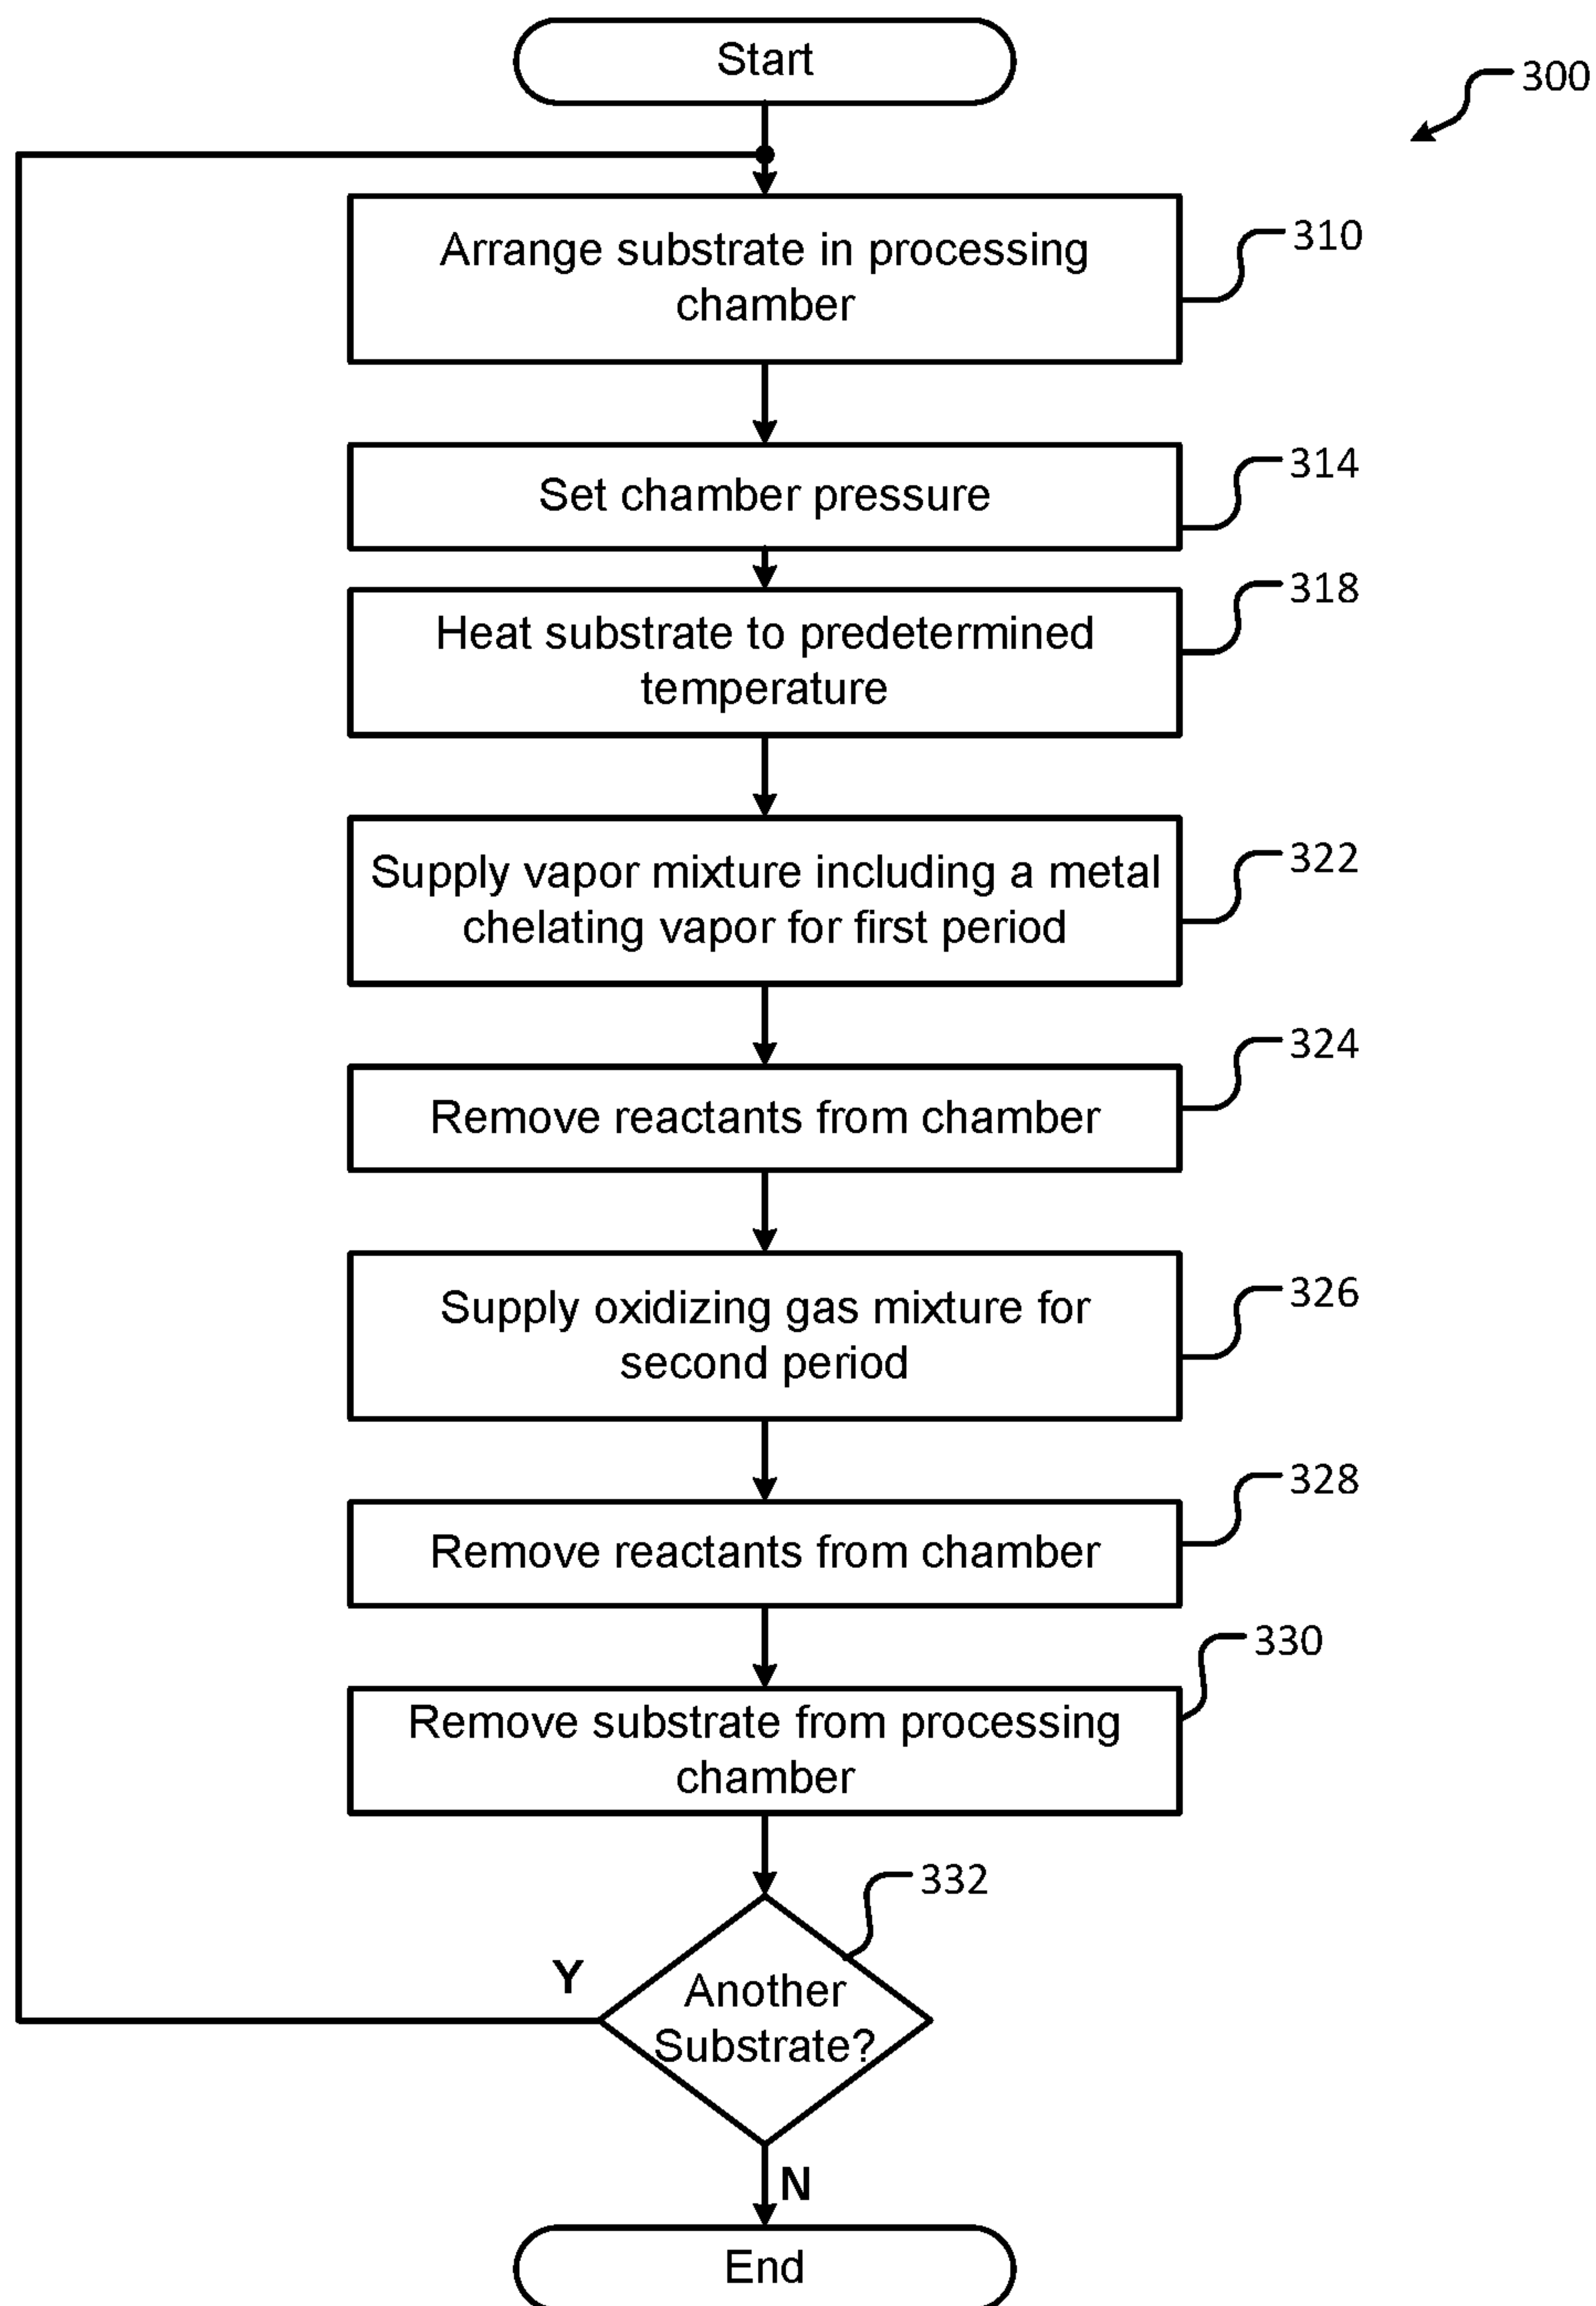 Start
300
Arrange substrate in processing
chamber
310
Set chamber pressure
314
Heat substrate to predetermined
temperature
318
Supply vapor mixture including a metal
chelating vapor for first period
322
Remove reactants from chamber
324
Supply oxidizing gas mixture for
second period
326
Remove reactants from chamber
328
Remove substrate from processing
chamber
330
332
Another
Substrate?
Y
N
End